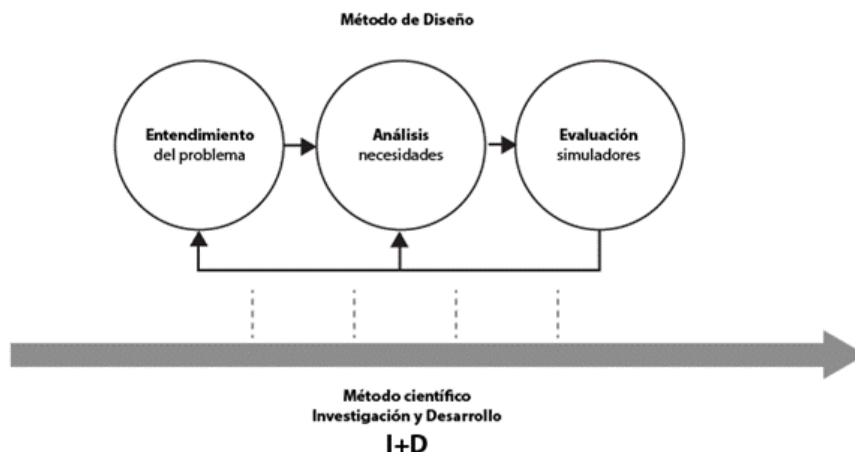 Método de Diseño
Entendimiento
del problema
Análisis
necesidades
Evaluación
simuladores
Método científico
Investigación y Desarrollo
I+D